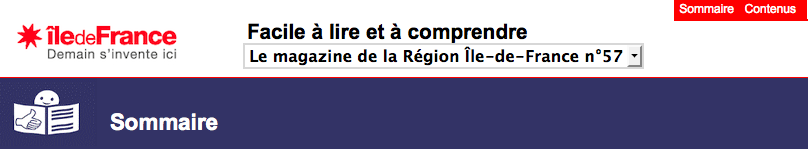 Sommaire Contenus
îledeFrance
Demain s'invente ici
Facile à lire et à comprendre
Le magazine de la Région Île-de-France n°57
Sommaire